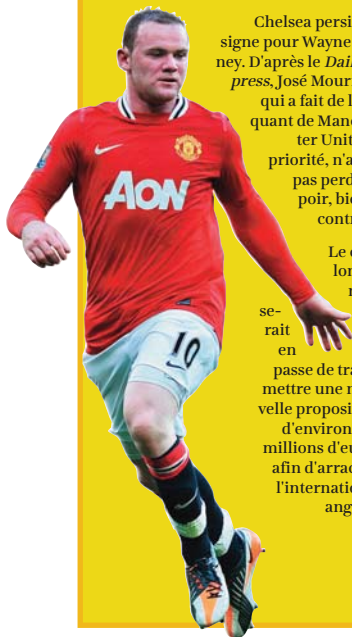 Chelsea persi
signe pour Wayne
ney. D'après le Dail
press, José Mour
qui a fait de l
quant de Manc
ter Unit
priorité, n'a
pas perd
poir, bie
contr
Le c
lon
r
se-
rait
en
passe de tra
mettre une n
velle proposi
d'environ
millions d'eu
afin d'arrac
l'internati
ang
AON
10